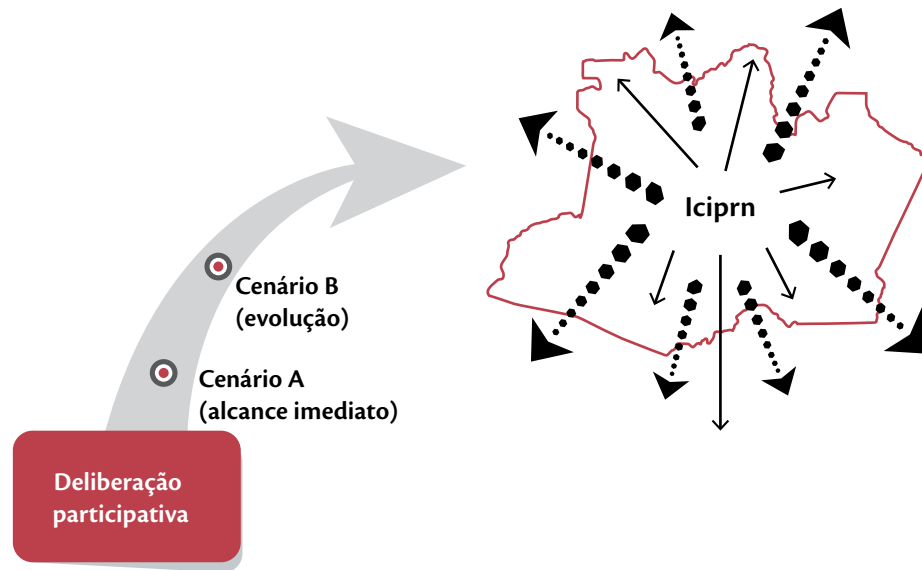 Iciprn
Cenário B
(evolução)
Cenário A
(alcance imediato)
Deliberação
participativa